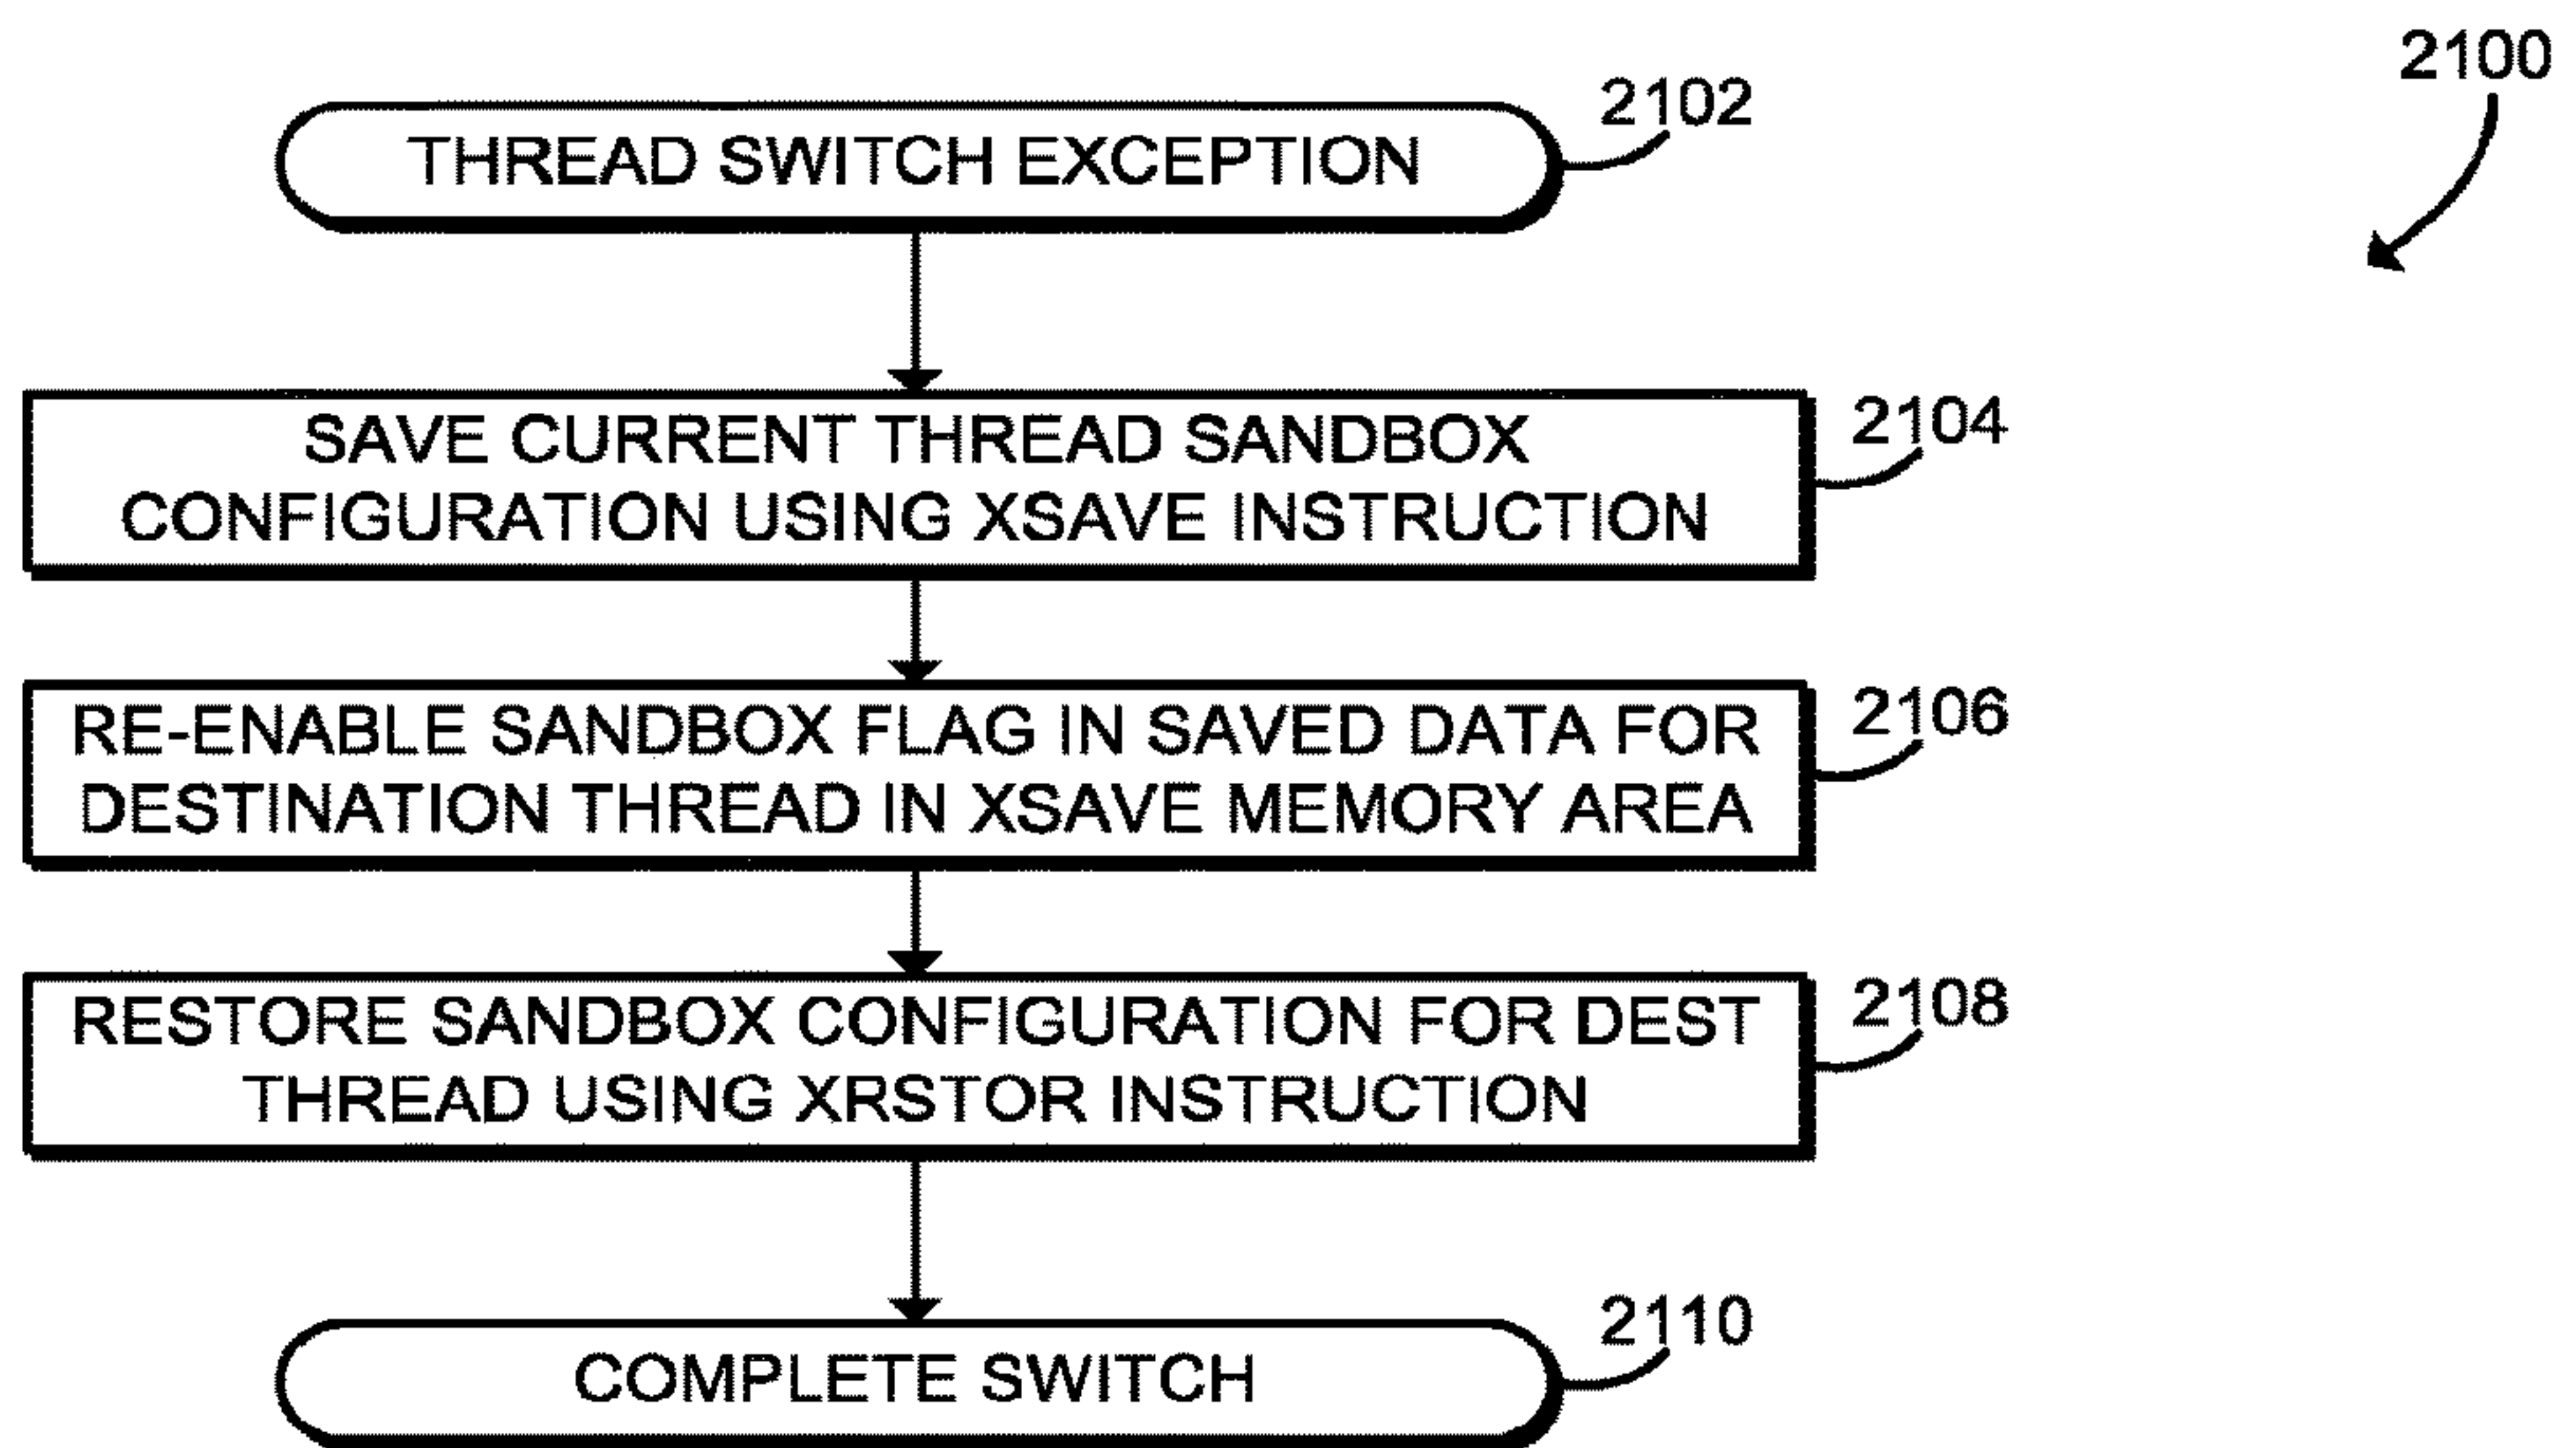 2100
THREAD SWITCH EXCEPTION
2102
SAVE CURRENT THREAD SANDBOX
CONFIGURATION USING XSAVE INSTRUCTION
2104
RE-ENABLE SANDBOX FLAG IN SAVED DATA FOR
DESTINATION THREAD IN XSAVE MEMORY AREA
2106
RESTORE SANDBOX CONFIGURATION FOR DEST
THREAD USING XRSTOR INSTRUCTION
2108
COMPLETE SWITCH
2110